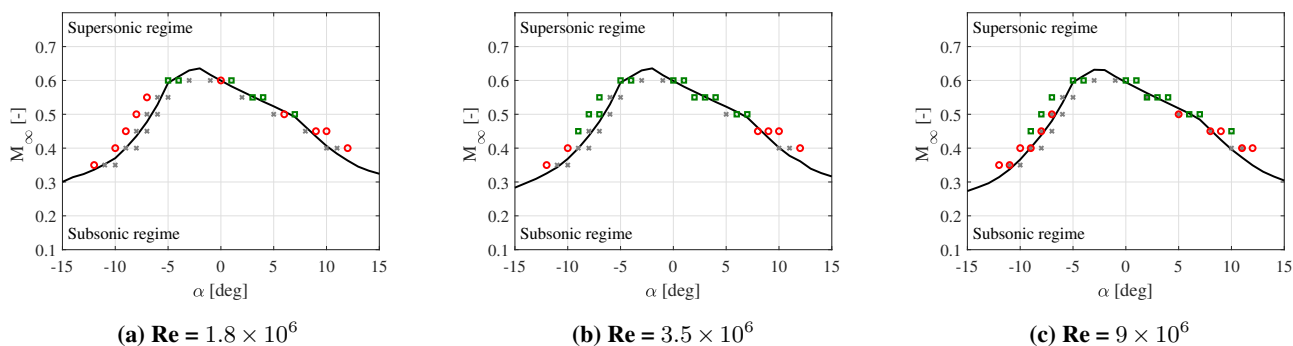 Supersonic regime
0.7
0.6
0.5
0.4
0.3
0.2
0.1
M∞ [-]
Subsonic regime
-15 -10 -5 0 5 10 15
α [deg]
(a) Re = 1.8 × 10⁶
Supersonic regime
0.7
0.6
0.5
0.4
0.3
0.2
0.1
M∞ [-]
Subsonic regime
-15 -10 -5 0 5 10 15
α [deg]
(b) Re = 3.5 × 10⁶
Supersonic regime
0.7
0.6
0.5
0.4
0.3
0.2
0.1
M∞ [-]
Subsonic regime
-15 -10 -5 0 5 10 15
α [deg]
(c) Re = 9 × 10⁶